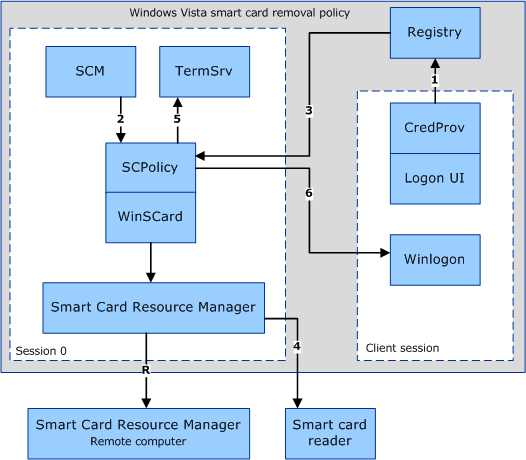 Windows Vista smart card removal policy
Registry
SCM
TermSrv
1
3
2
5
CredProv
SCPolicy
Logon UI
6
WinSCard
Winlogon
Smart Card Resource Manager
4
Session 0
Client session
R
Smart Card Resource Manager
Remote computer
Smart card
reader